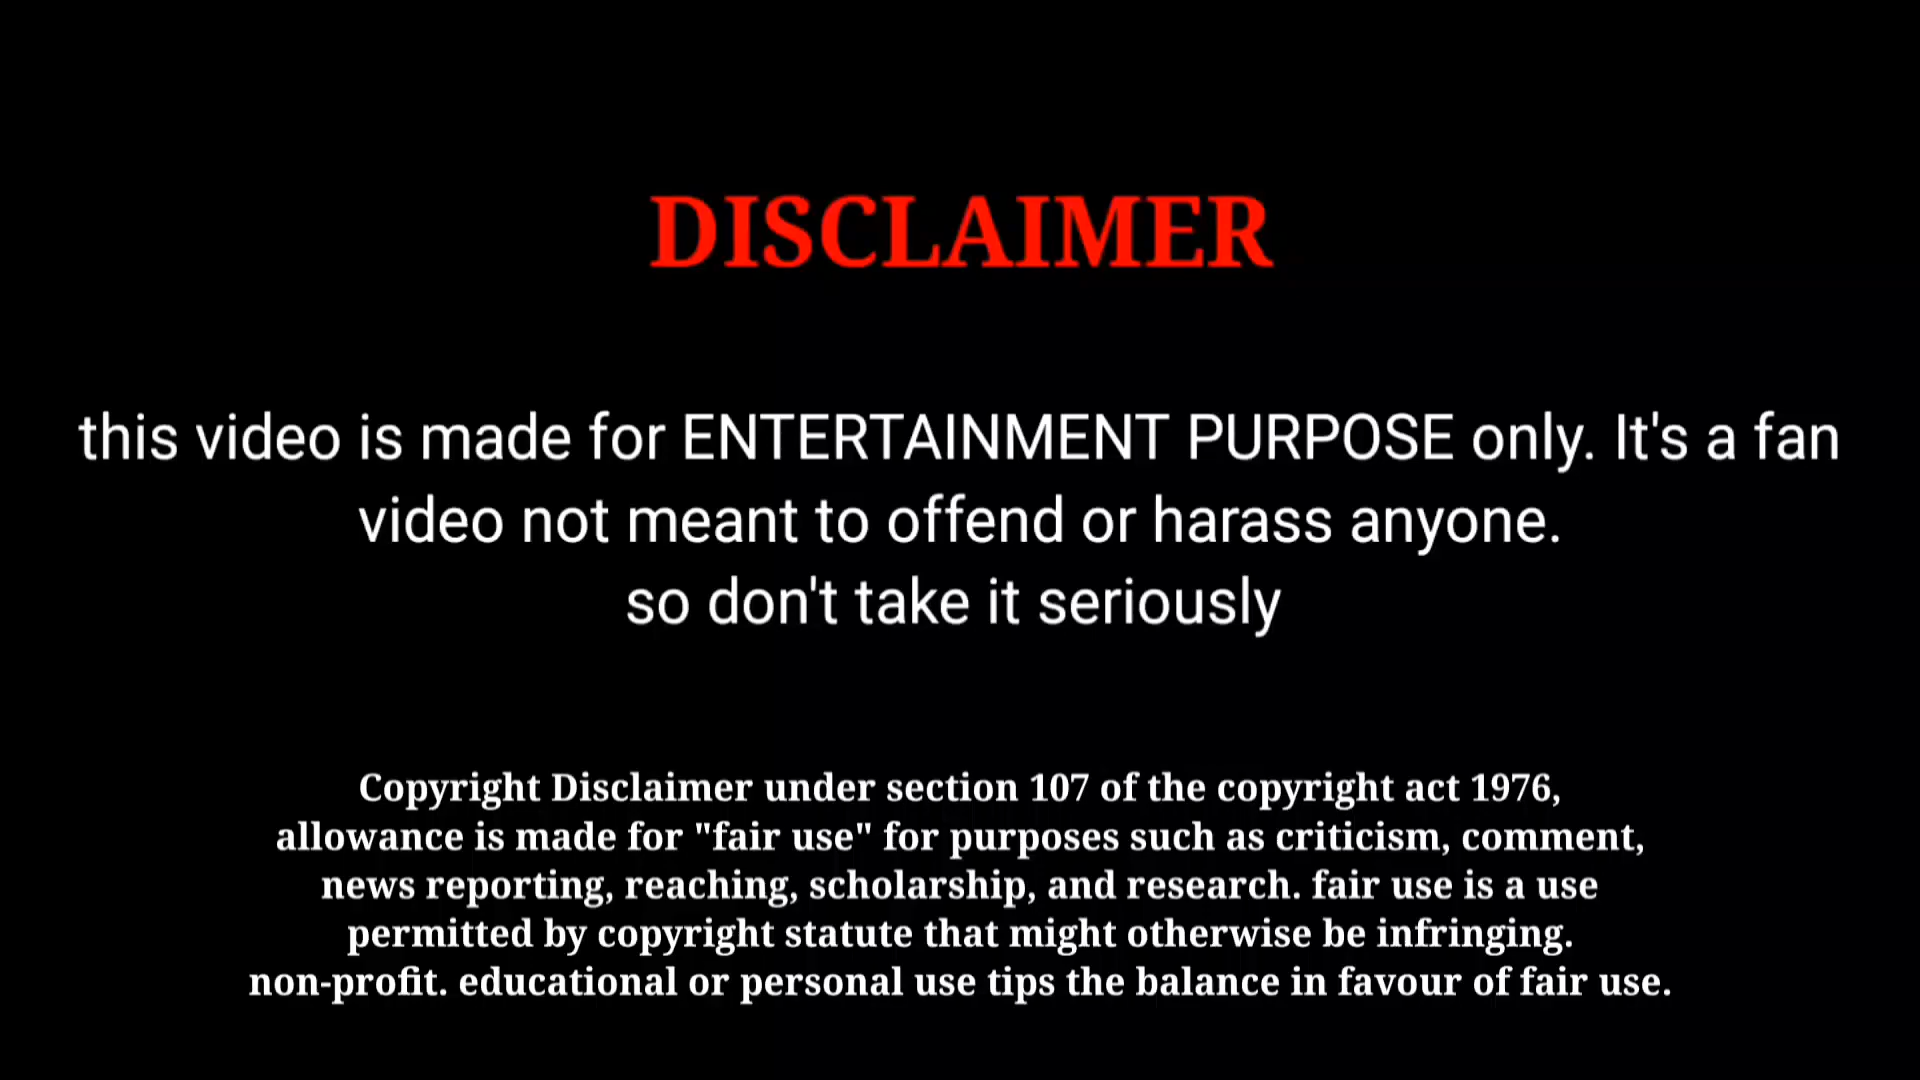 DISCLAIMER
this video is made for ENTERTAINMENT PURPOSE only. It's a fan
video not meant to offend or harass anyone.
so don't take it seriously
Copyright Disclaimer under section 107 of the copyright act 1976,
allowance is made for "fair use" for purposes such as criticism, comment,
news reporting, reaching, scholarship, and research. fair use is a use
permitted by copyright statute that might otherwise be infringing.
non-profit. educational or personal use tips the balance in favour of fair use.